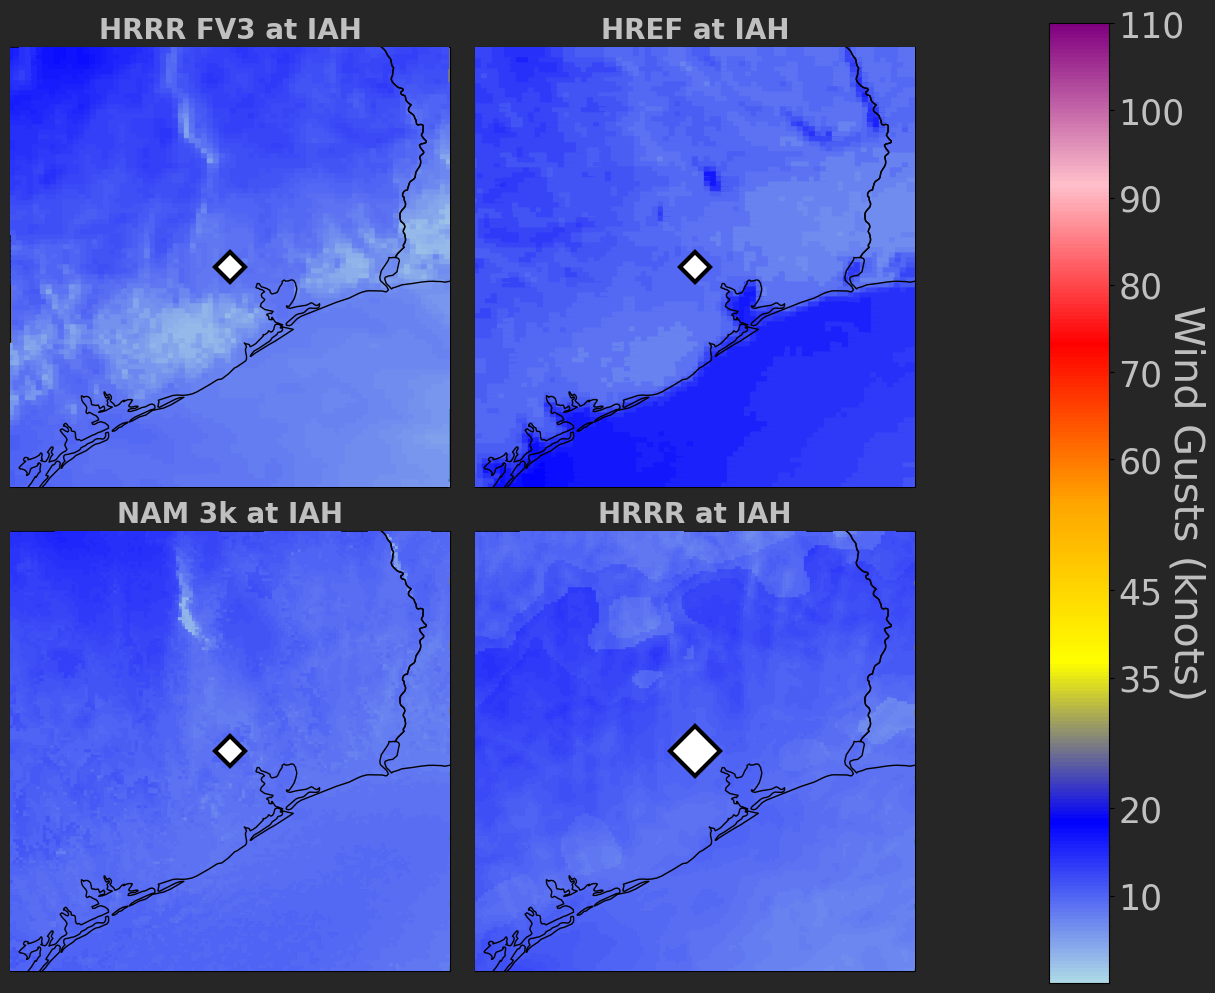 HRRR FV3 at IAH
HREF at IAH
NAM 3k at IAH
HRRR at IAH
110
100
90
80
70
60
45
35
20
10
Wind Gusts (knots)